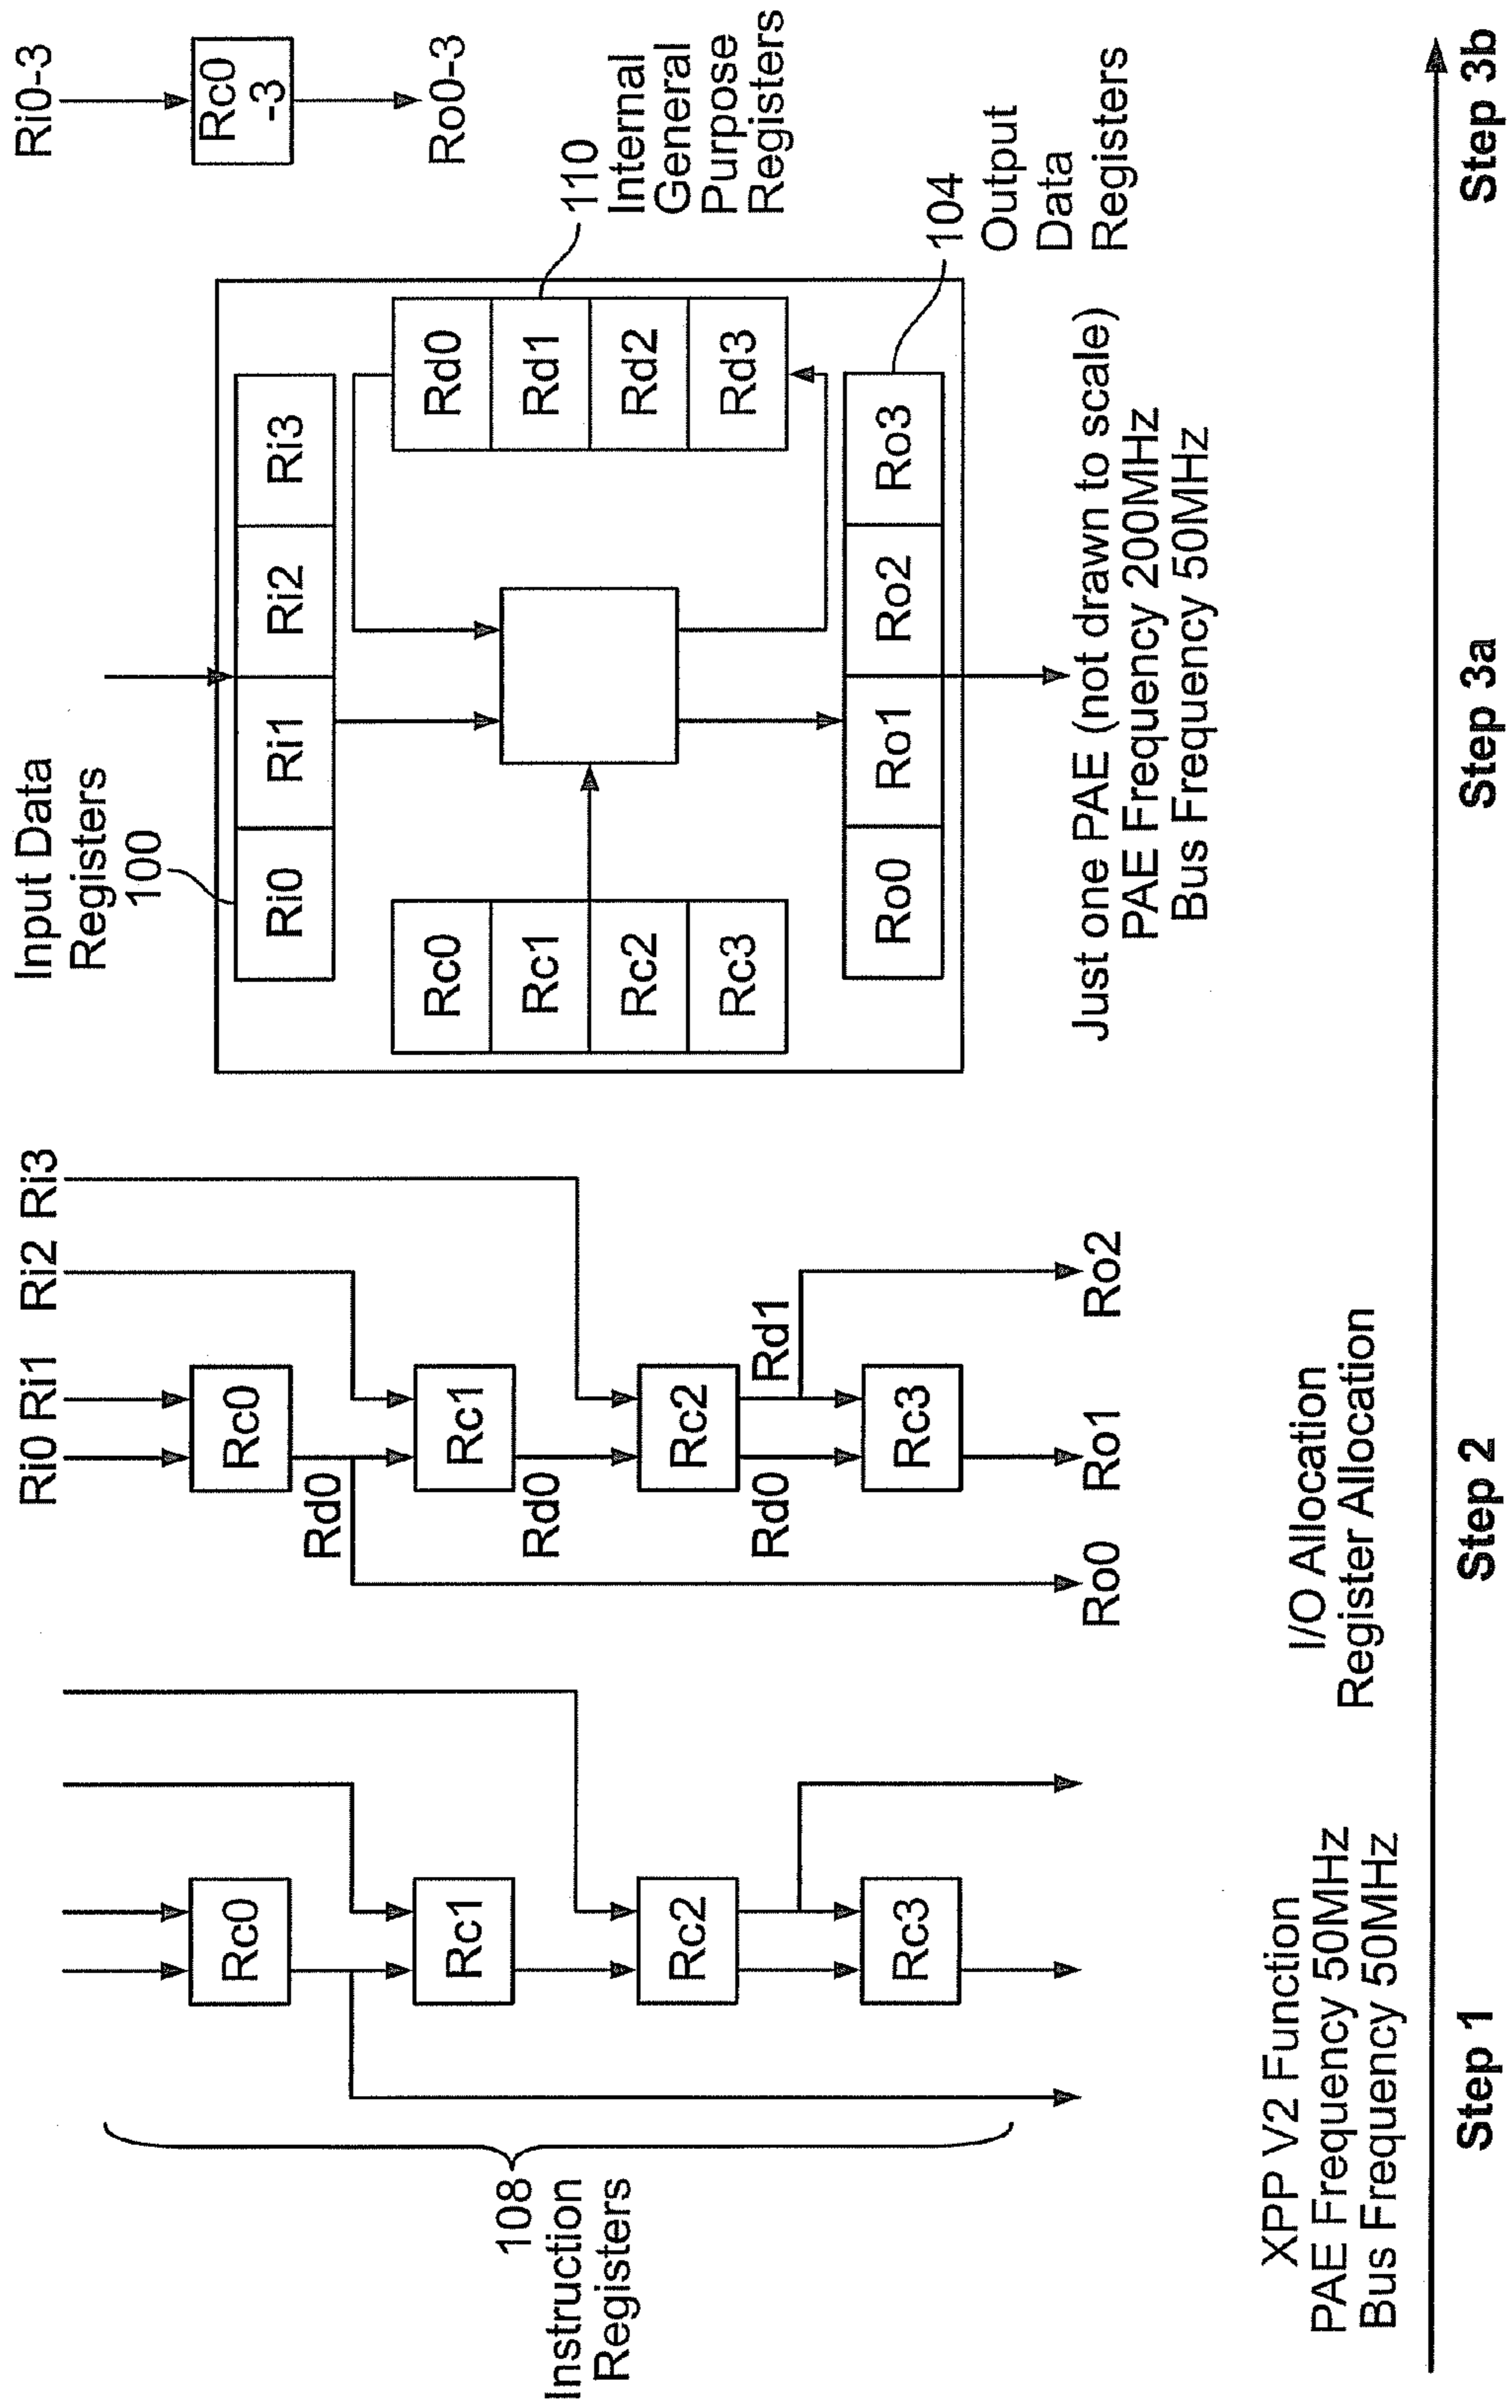 108
Instruction
Registers
Rc0
Rc1
Rc2
Rc3
XPP V2 Function
PAE Frequency 50MHz
Bus Frequency 50MHz
Step 1
Ri0 Ri1 Ri2 Ri3
Rc0
Rd0
Rc1
Rd0
Rc2
Rd0 Rd1
Rc3
Ro0 Ro1 Ro2
I/O Allocation
Register Allocation
Step 2
Input Data
Registers
100
Ri0 Ri1 Ri2 Ri3
Rc0
Rc1
Rc2
Rc3
Rd0
Rd1
Rd2
Rd3
110
Internal
General
Purpose
Registers
Ro0 Ro1 Ro2 Ro3
104
Output
Data
Registers
Just one PAE (not drawn to scale)
PAE Frequency 200MHz
Bus Frequency 50MHz
Step 3a
Ri0-3
Rc0
-3
Ro0-3
Step 3b